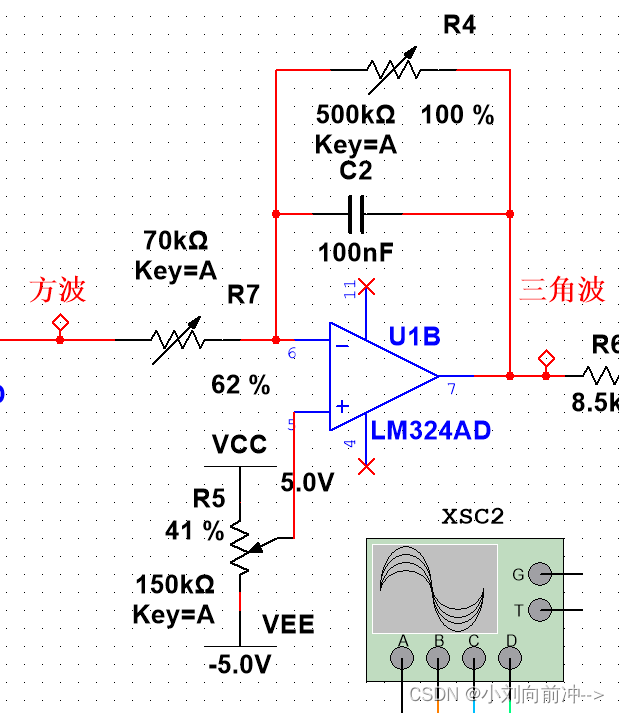 R4
500kΩ 100 %
Key=A
C2
100nF
70kΩ
Key=A
方波
R7
62 %
三角波
11
U1B
6
7
5
4
LM324AD
R6
8.5k
VCC
5.0V
R5
41 %
150kΩ
Key=A
VEE
-5.0V
XSC2
G
T
A B C D
CSDN @小刘向前冲-->